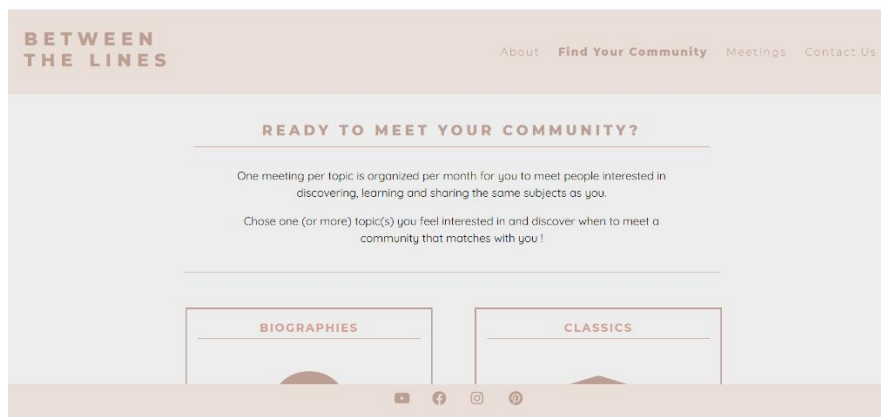 BETWEEN
THE LINES
About Find Your Community Meetings Contact Us
READY TO MEET YOUR COMMUNITY?
One meeting per topic is organized per month for you to meet people interested in
discovering, learning and sharing the same subjects as you.
Chose one (or more) topic(s) you feel interested in and discover when to meet a
community that matches with you !
BIOGRAPHIES
CLASSICS